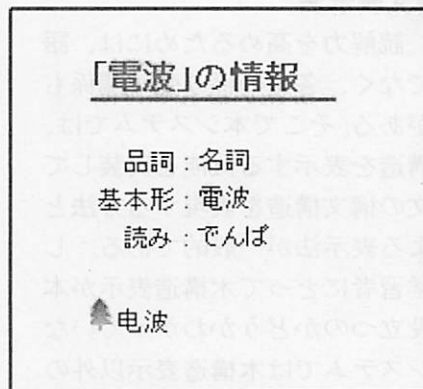 「電波」の情報
品詞：名詞
基本形：電波
読み：でんぱ
电波